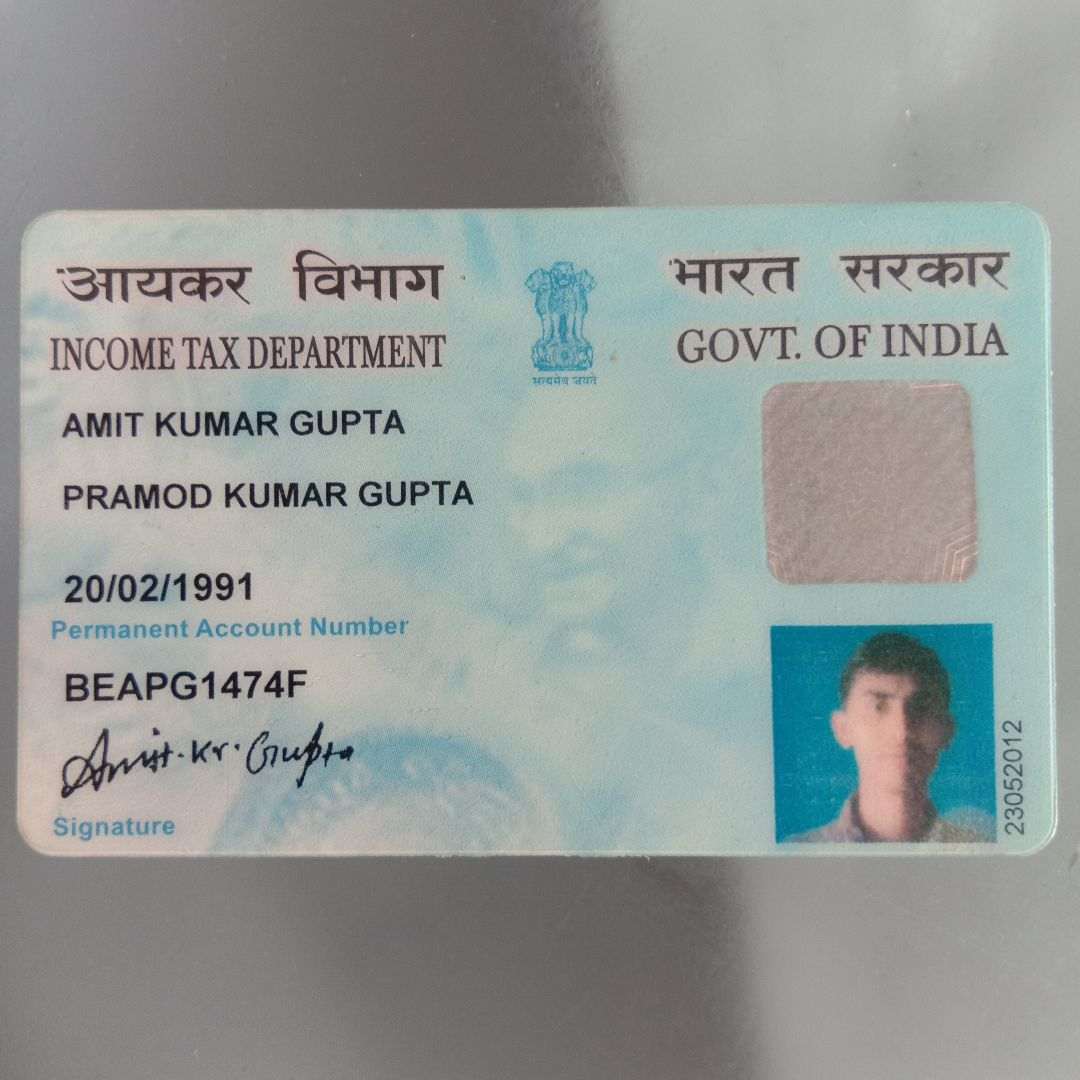 आयकर विभाग
INCOME TAX DEPARTMENT
सत्यमेव जयते
भारत सरकार
GOVT. OF INDIA
AMIT KUMAR GUPTA
PRAMOD KUMAR GUPTA
20/02/1991
Permanent Account Number
BEAPG1474F
Amit. Kr. Gupta
Signature
23052012